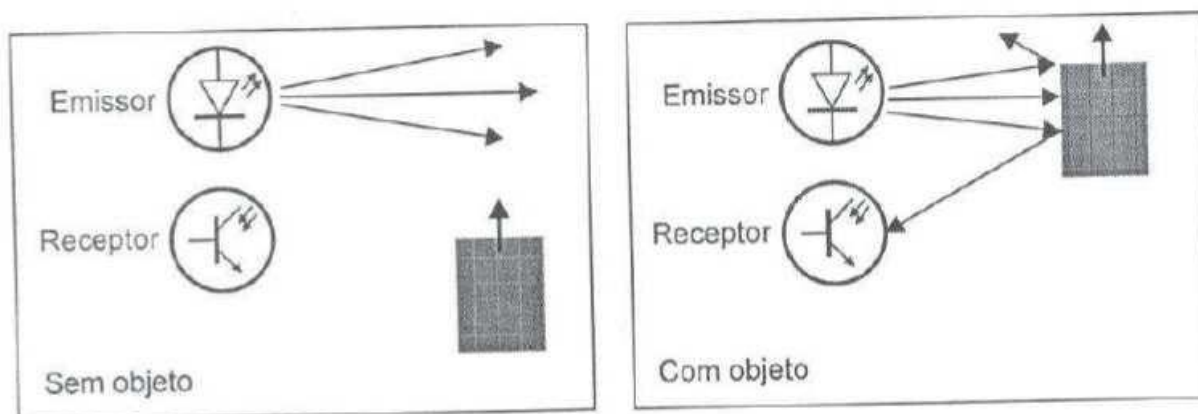 Emissor
Receptor
Sem objeto
Emissor
Receptor
Com objeto